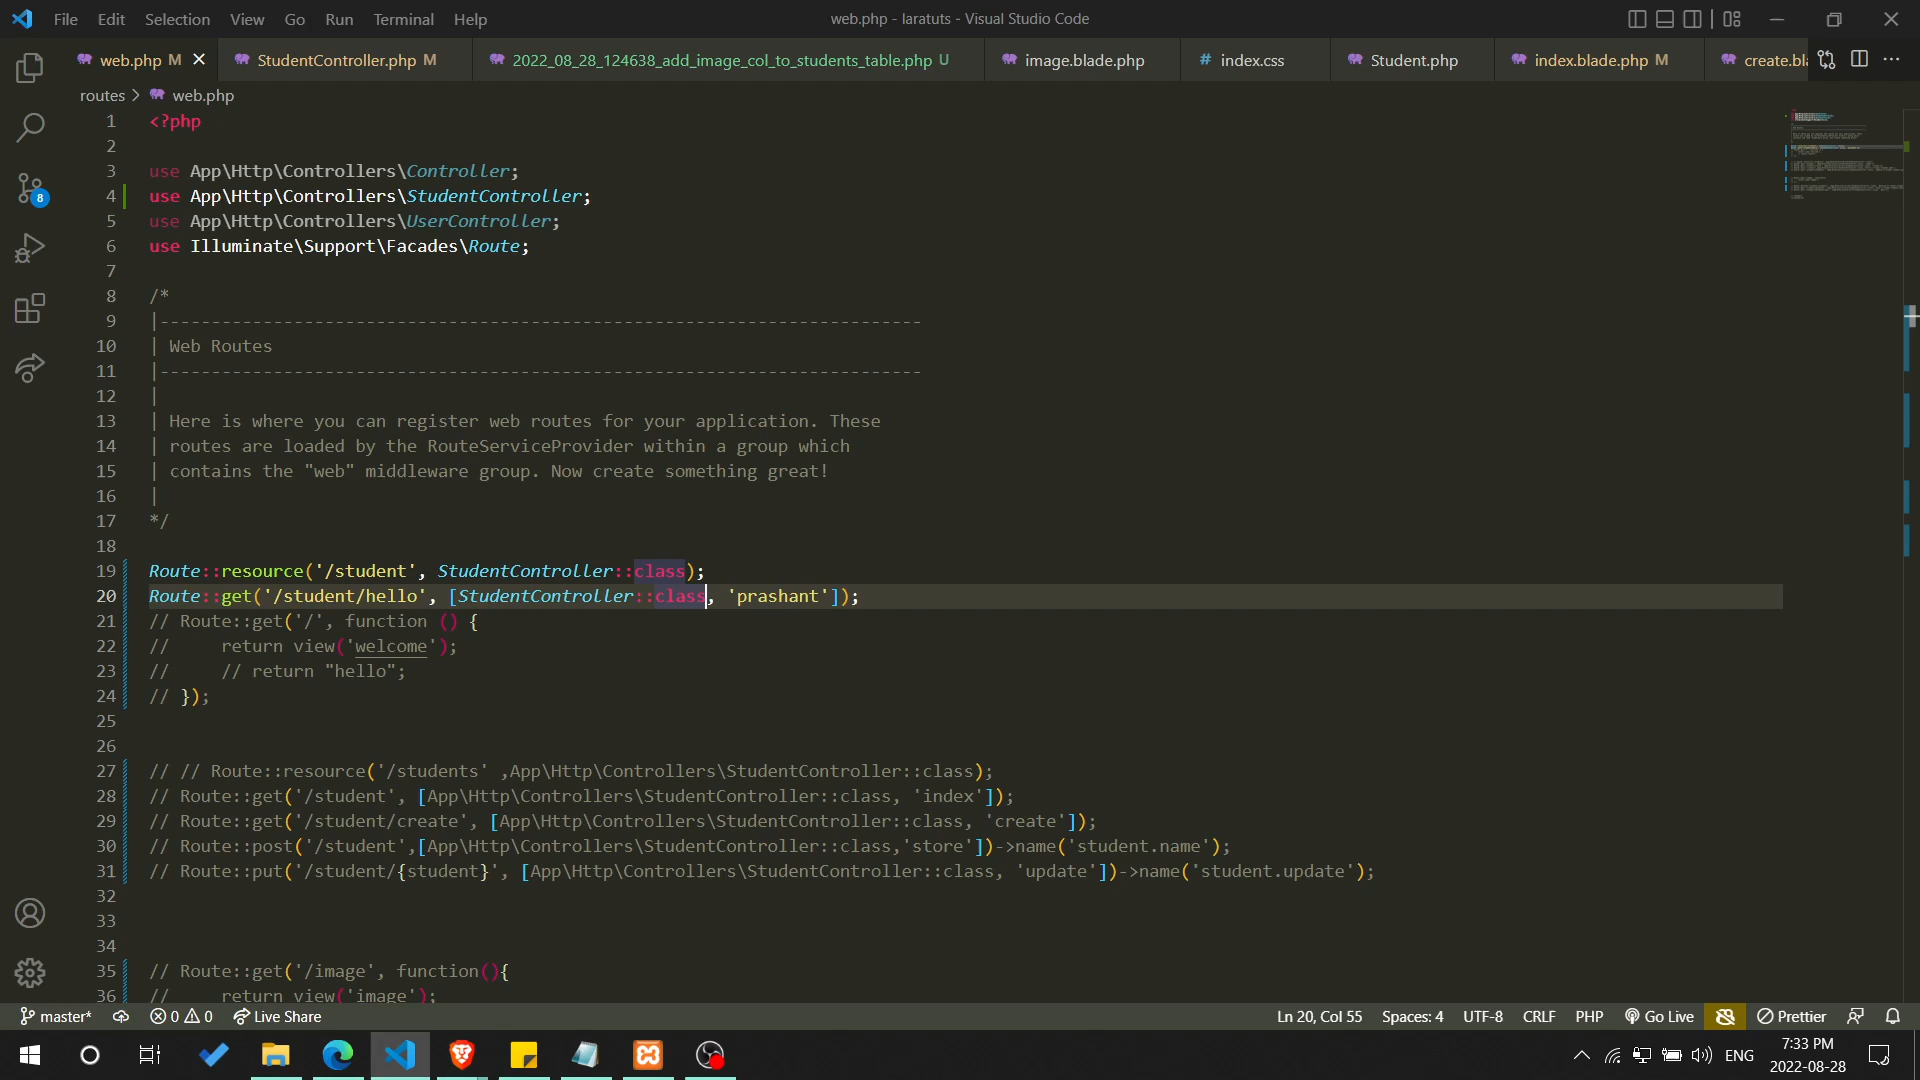 File Edit Selection View Go Run Terminal Help
web.php - laratuts - Visual Studio Code
web.php M StudentController.php M 2022_08_28_124638_add_image_col_to_students_table.php U image.blade.php # index.css Student.php index.blade.php M create.bla
routes > web.php
8
1 <?php
2
3 use App\Http\Controllers\Controller;
4 use App\Http\Controllers\StudentController;
5 use App\Http\Controllers\UserController;
6 use Illuminate\Support\Facades\Route;
7
8 /*
9 |--------------------------------------------------------------------------
10 | Web Routes
11 |--------------------------------------------------------------------------
12 |
13 | Here is where you can register web routes for your application. These
14 | routes are loaded by the RouteServiceProvider within a group which
15 | contains the "web" middleware group. Now create something great!
16 |
17 */
18
19 Route::resource('/student', StudentController::class);
20 Route::get('/student/hello', [StudentController::class, 'prashant']);
21 // Route::get('/', function () {
22 //     return view('welcome');
23 //     // return "hello";
24 // });
25
26
27 // // Route::resource('/students' ,App\Http\Controllers\StudentController::class);
28 // Route::get('/student', [App\Http\Controllers\StudentController::class, 'index']);
29 // Route::get('/student/create', [App\Http\Controllers\StudentController::class, 'create']);
30 // Route::post('/student',[App\Http\Controllers\StudentController::class,'store'])->name('student.name');
31 // Route::put('/student/{student}', [App\Http\Controllers\StudentController::class, 'update'])->name('student.update');
32
33
34
35 // Route::get('/image', function(){
36 //     return view('image');
master* 0 0 Live Share Ln 20, Col 55 Spaces: 4 UTF-8 CRLF PHP Go Live Prettier
ENG 7:33 PM
2022-08-28